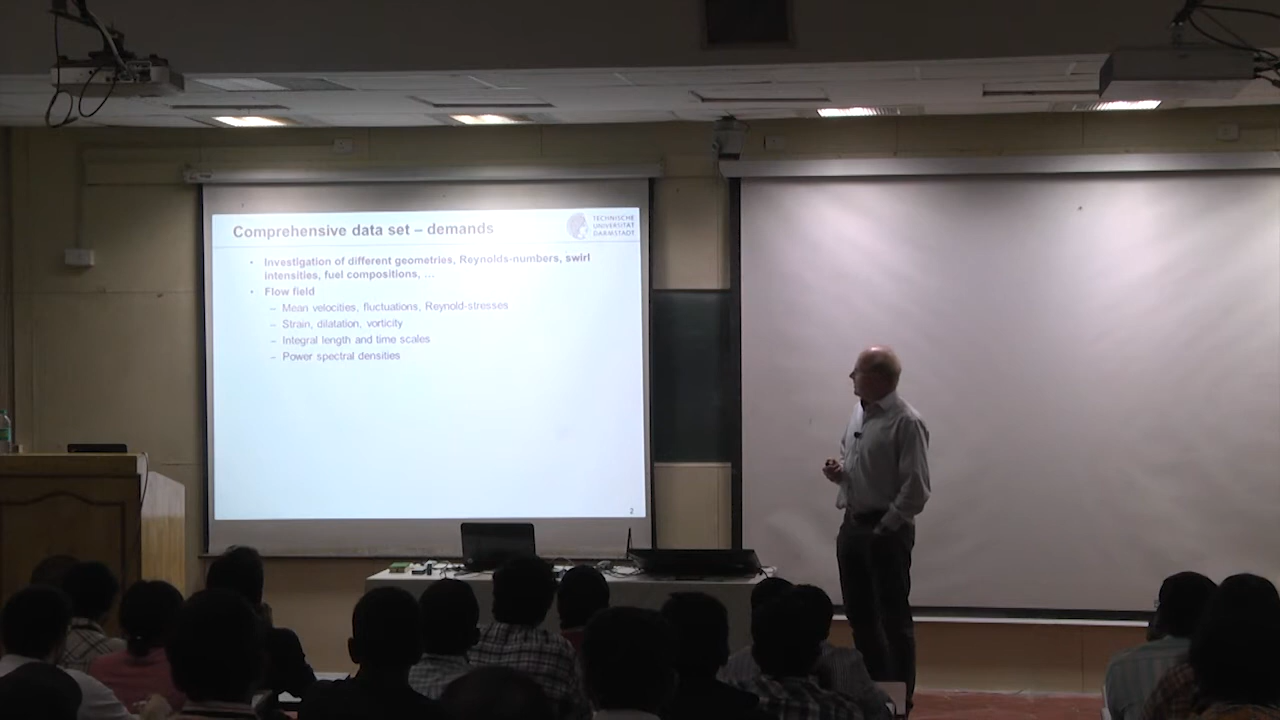 Comprehensive data set – demands
TECHNISCHE
UNIVERSITÄT
DARMSTADT
• Investigation of different geometries, Reynolds-numbers, swirl
intensities, fuel compositions, …
• Flow field
– Mean velocities, fluctuations, Reynold-stresses
– Strain, dilatation, vorticity
– Integral length and time scales
– Power spectral densities
2